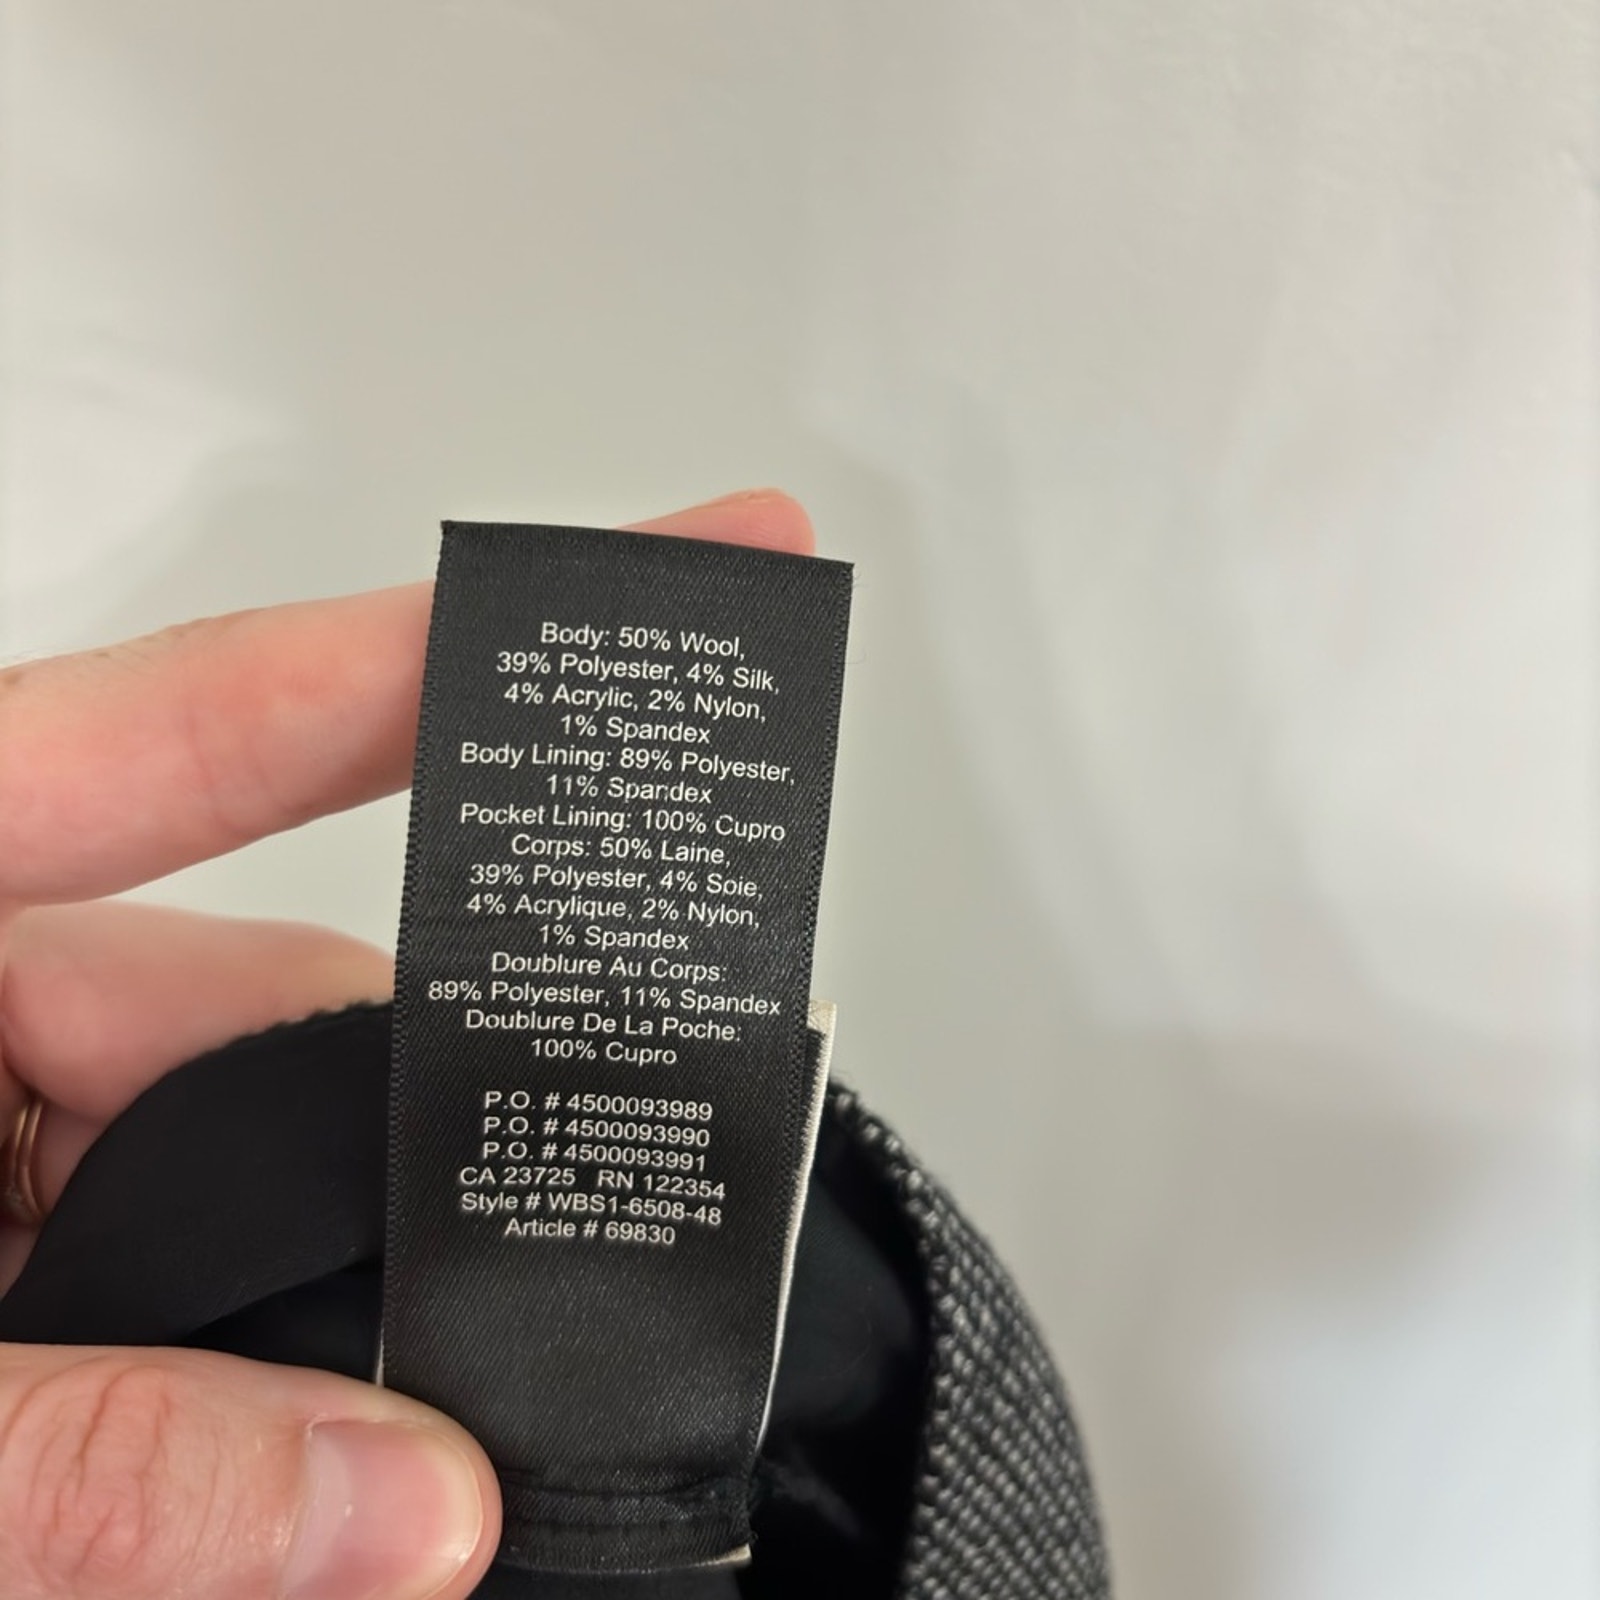 Body: 50% Wool,
39% Polyester, 4% Silk,
4% Acrylic, 2% Nylon,
1% Spandex
Body Lining: 89% Polyester,
11% Spandex
Pocket Lining: 100% Cupro
Corps: 50% Laine,
39% Polyester, 4% Soie,
4% Acrylique, 2% Nylon,
1% Spandex
Doublure Au Corps:
89% Polyester, 11% Spandex
Doublure De La Poche:
100% Cupro
P.O. # 4500093989
P.O. # 4500093990
P.O. # 4500093991
CA 23725 RN 122354
Style # WBS1-6508-48
Article # 69830